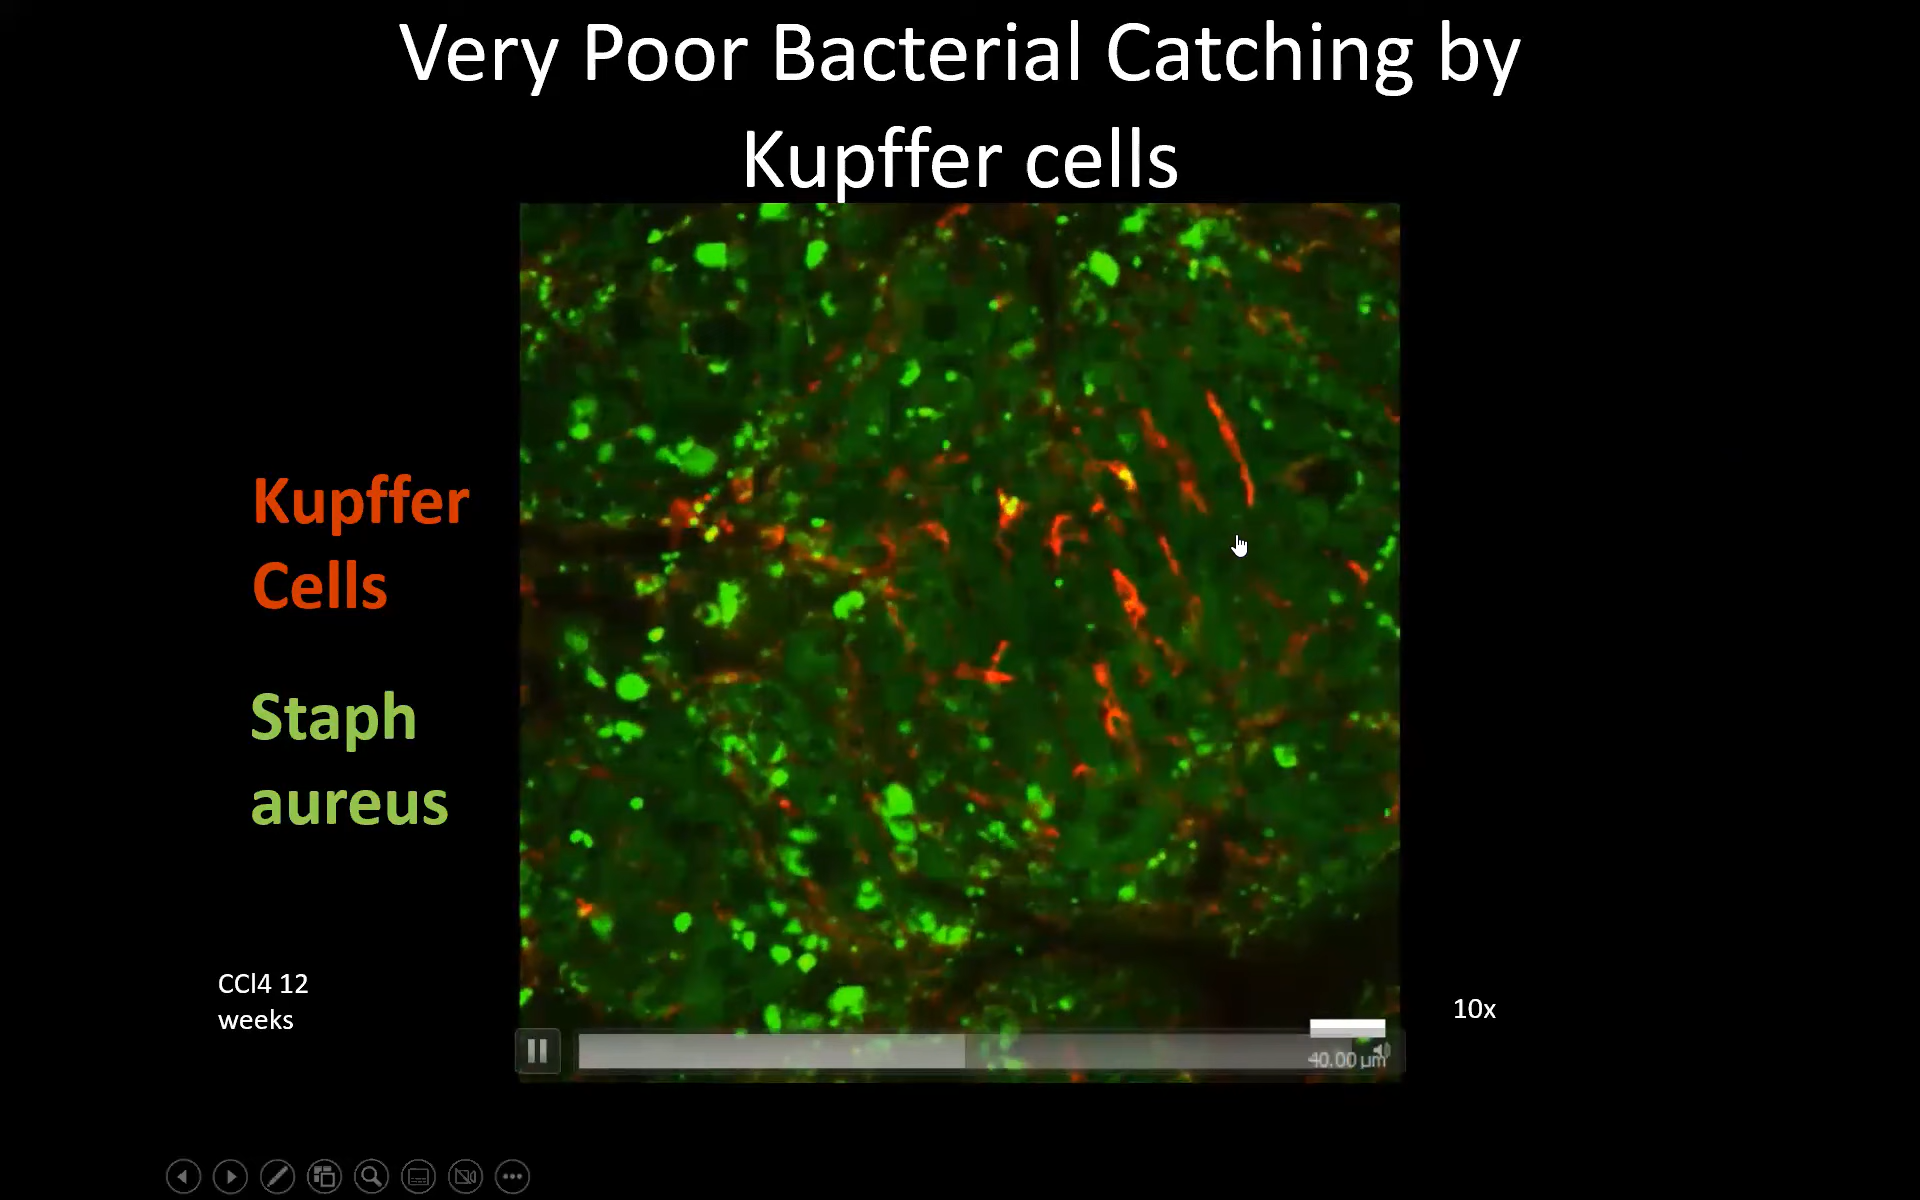 Very Poor Bacterial Catching by
Kupffer cells
Kupffer
Cells
Staph
aureus
CCl4 12
weeks
10x
40.00 µm